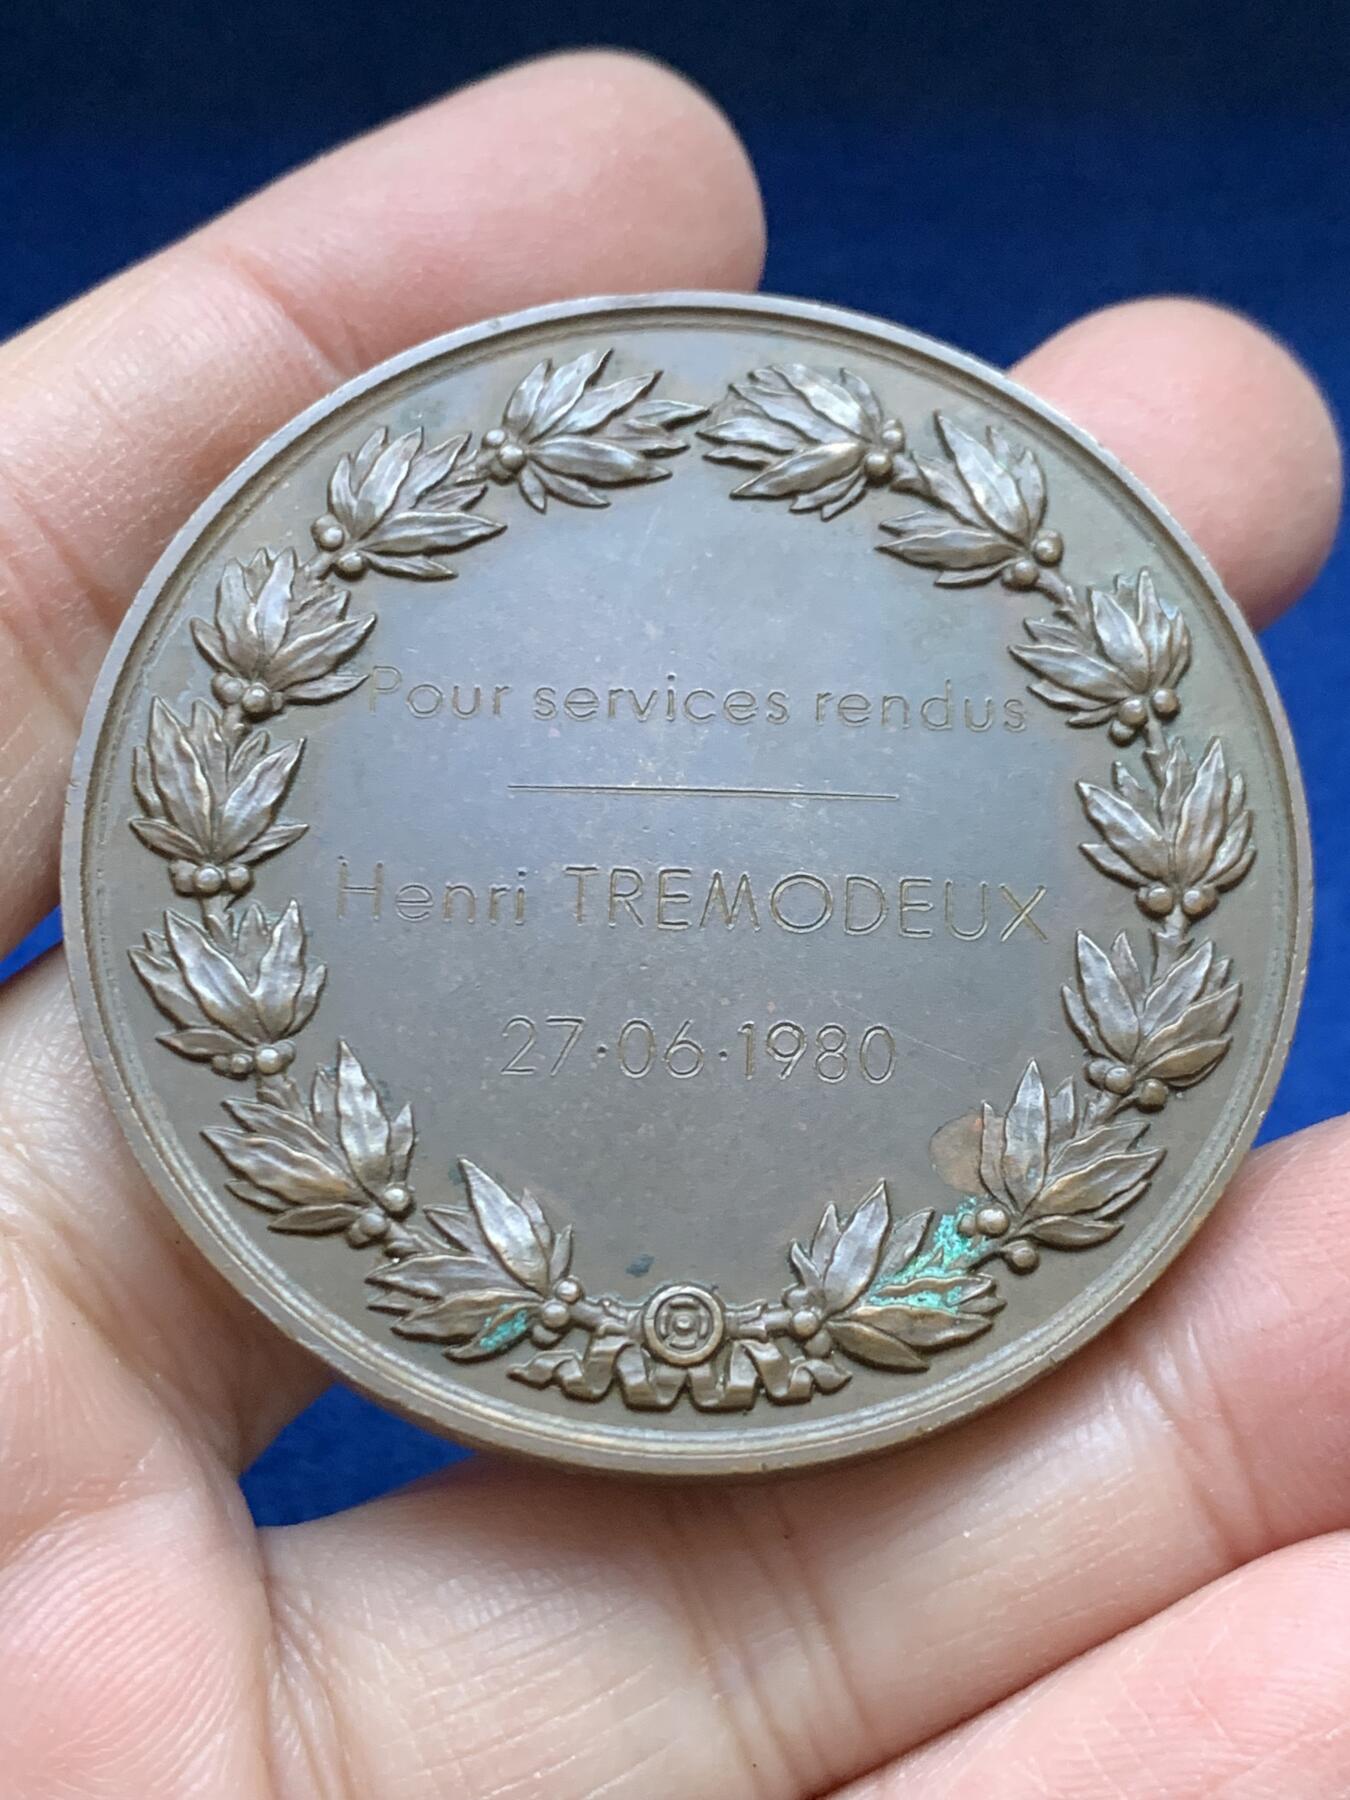 Pour services rendus
Henri TREMODEUX
27·06·1980